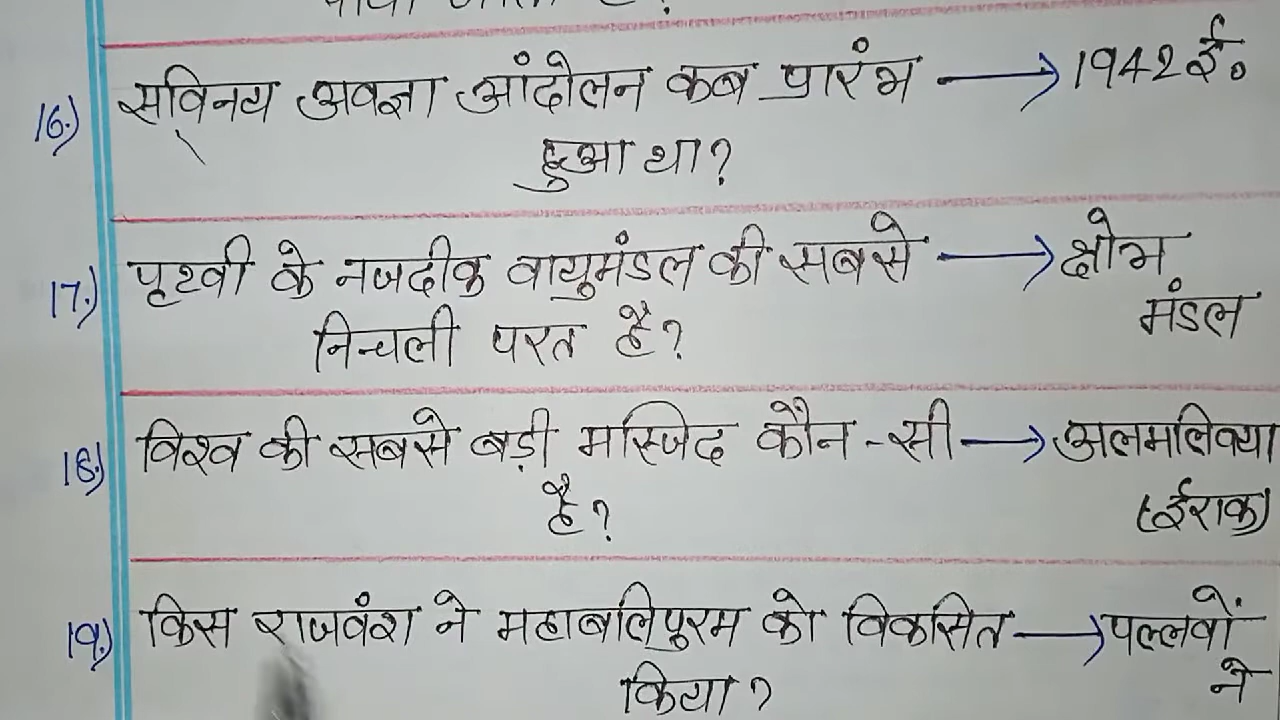 16.) सविनय अवज्ञा आंदोलन कब प्रारंभ → 1942 ई०
हुआ था?
17.) पृथ्वी के नजदीक वायुमंडल की सबसे → क्षोभ
निचली परत है? मंडल
18.) विश्व की सबसे बड़ी मस्जिद कौन-सी → अलमलिक्या
है? (ईराक)
19.) किस राजवंश ने महाबलिपुरम को विकसित → पल्लवों
किया? ने